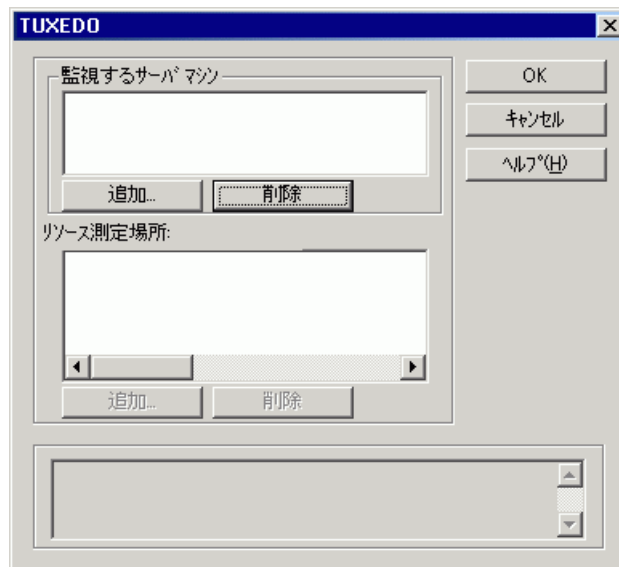 TUXEDO
監視するサーバ マシン
OK
キャンセル
ヘルプ(H)
追加... 削除
リソース測定場所:
追加... 削除